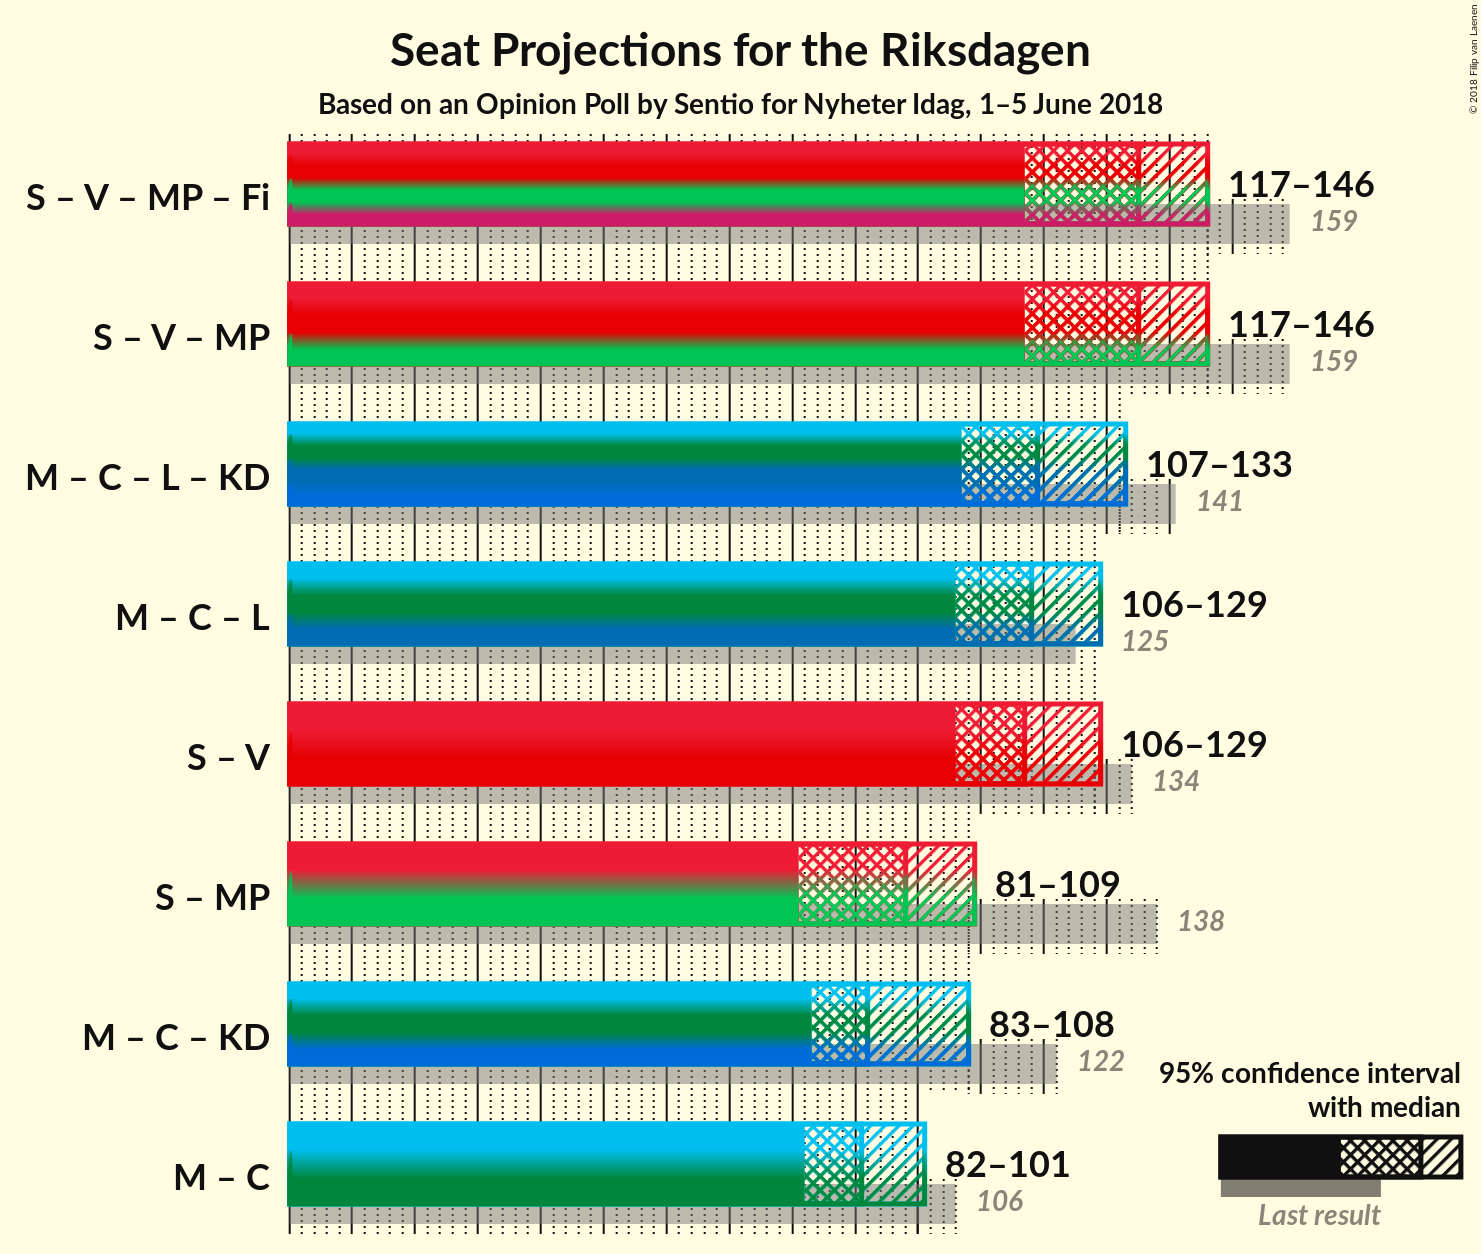 Seat Projections for the Riksdagen
Based on an Opinion Poll by Sentio for Nyheter Idag, 1–5 June 2018
© 2018 Filip van Laenen
S – V – MP – Fi
117–146
159
S – V – MP
117–146
159
M – C – L – KD
107–133
141
M – C – L
106–129
125
S – V
106–129
134
S – MP
81–109
138
M – C – KD
83–108
122
M – C
82–101
106
95% confidence interval
with median
Last result